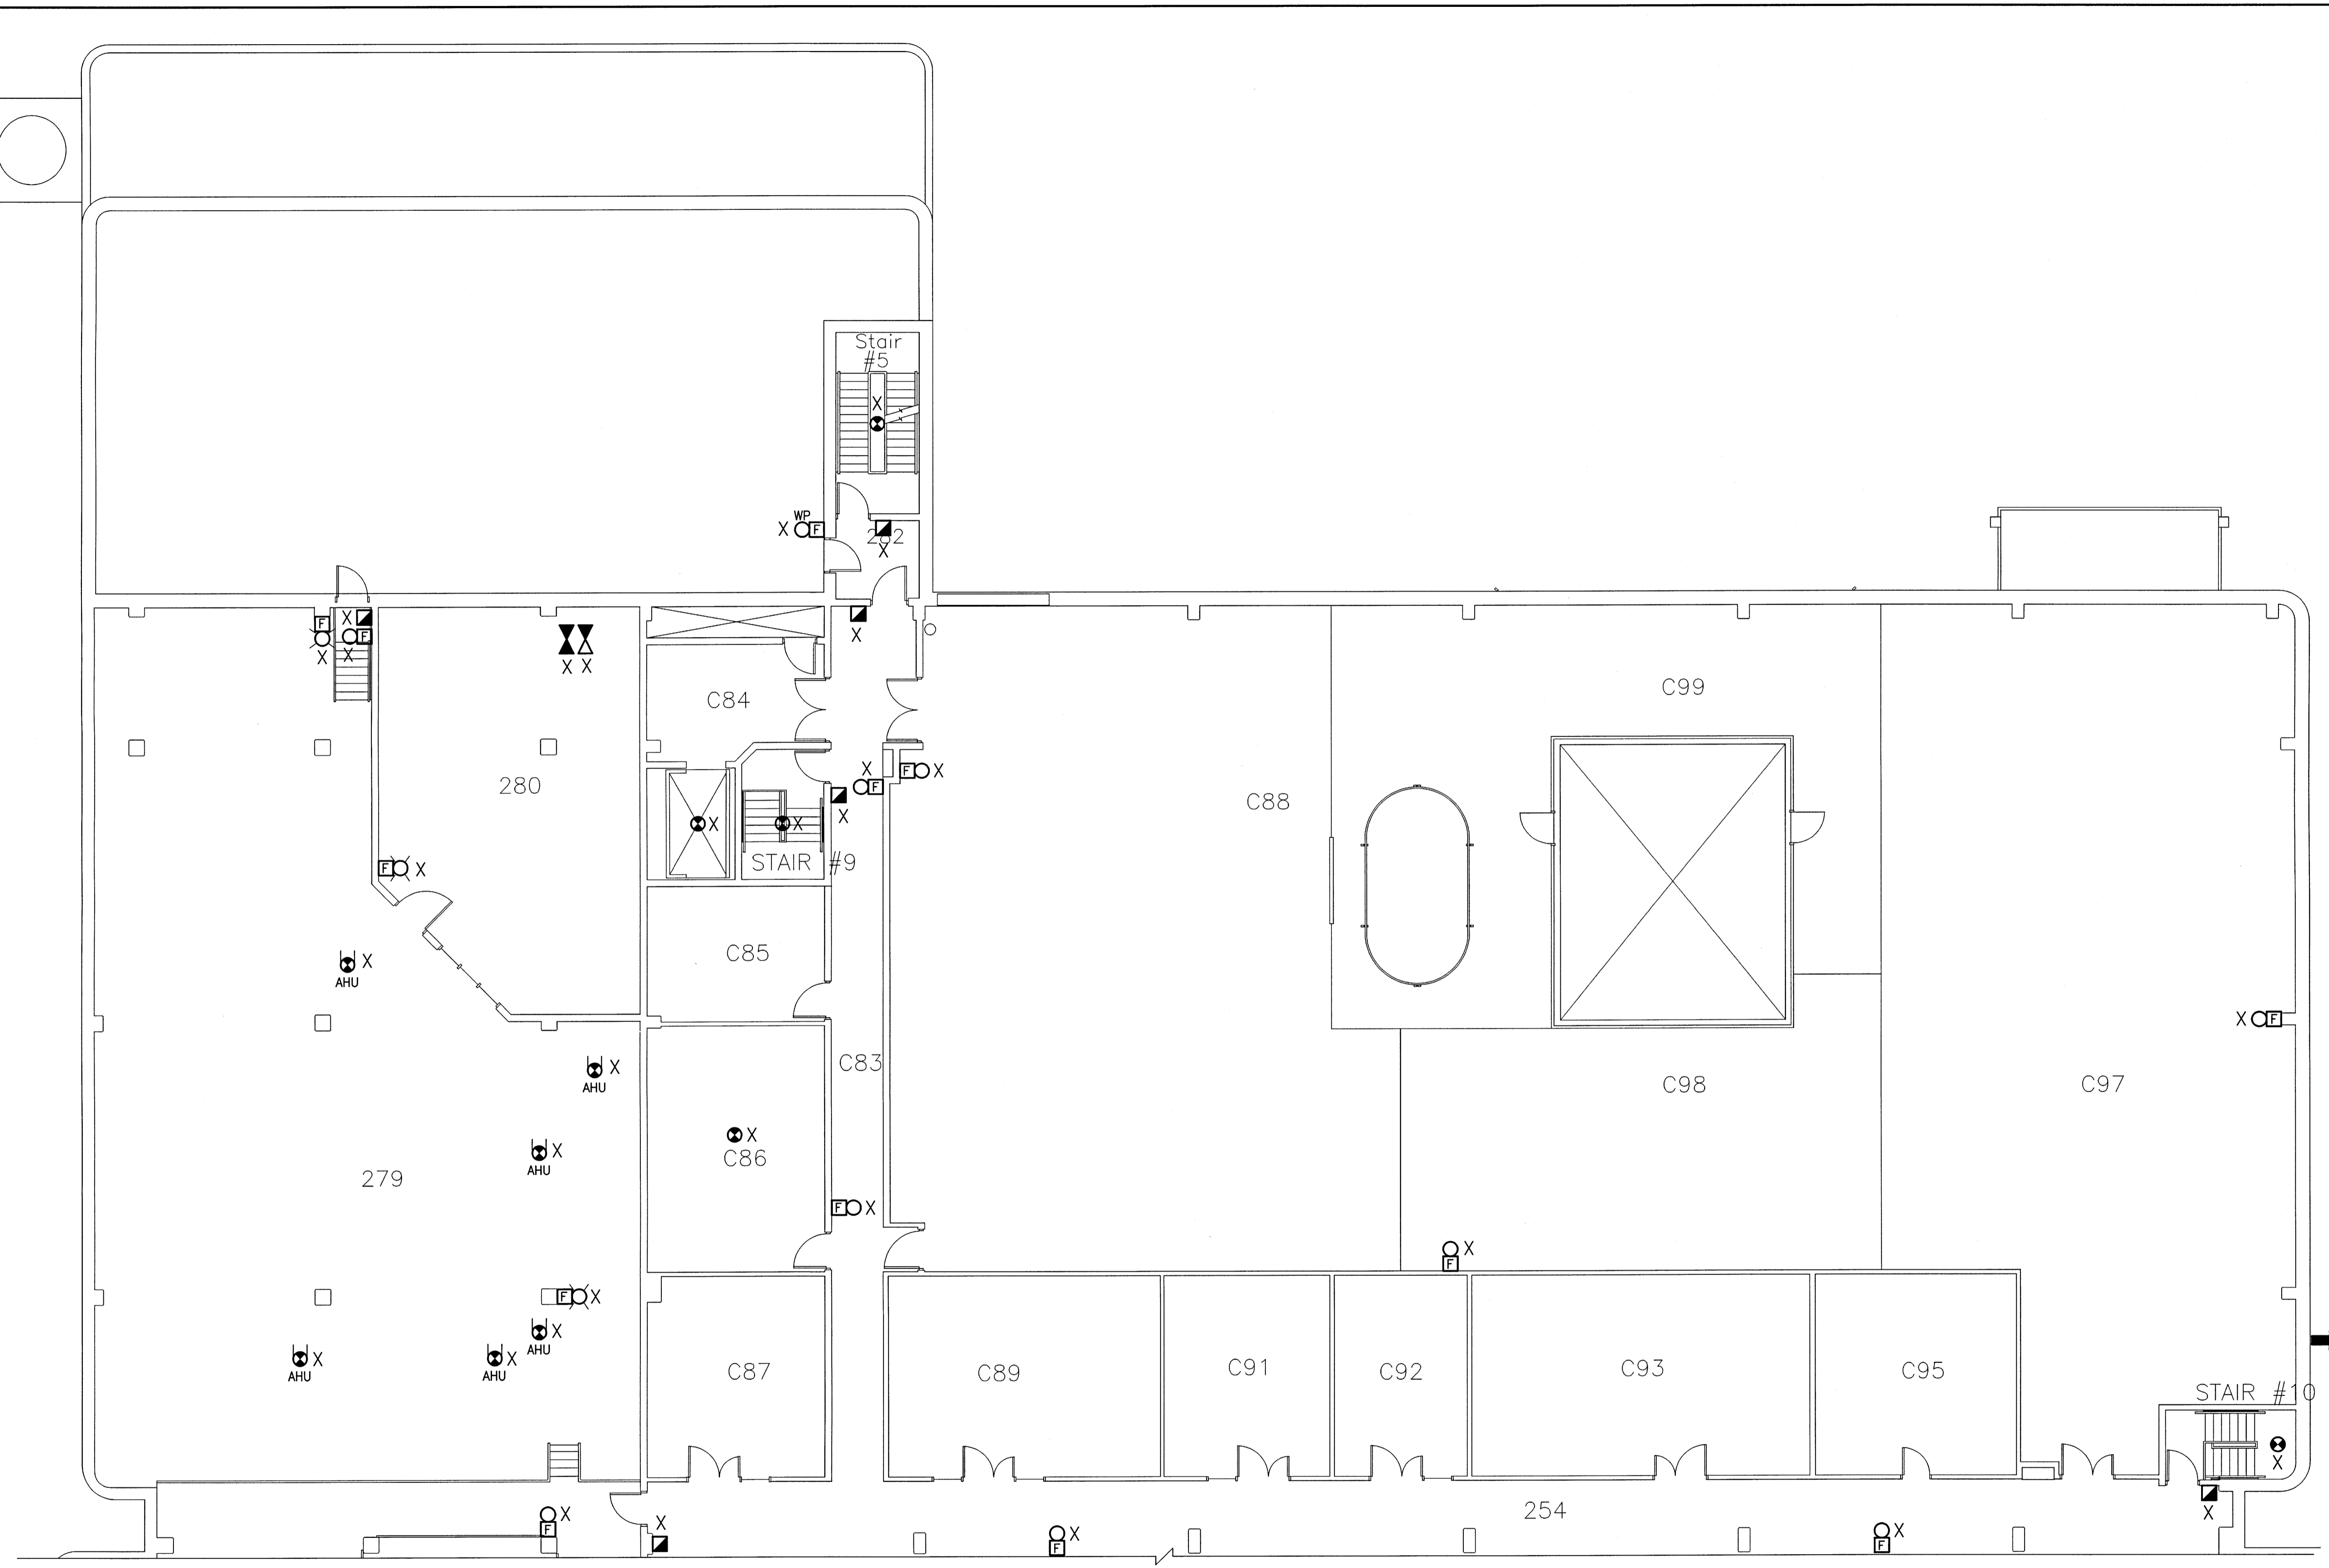 Stair
#5
X
WP
X F
282
X
X
F
X
F
X
X
X
X X
C84
C99
280
X
F
F X
C88
X
X
X
STAIR #9
F X
C85
X
AHU
X F
C83
X
AHU
C98
C97
X
C86
X
AHU
279
F X
X
F
F X
X
AHU
X
AHU
X
AHU
C87
C89
C91
C92
C93
C95
STAIR #10
X
254
X
X
F
X
X
F
X
F